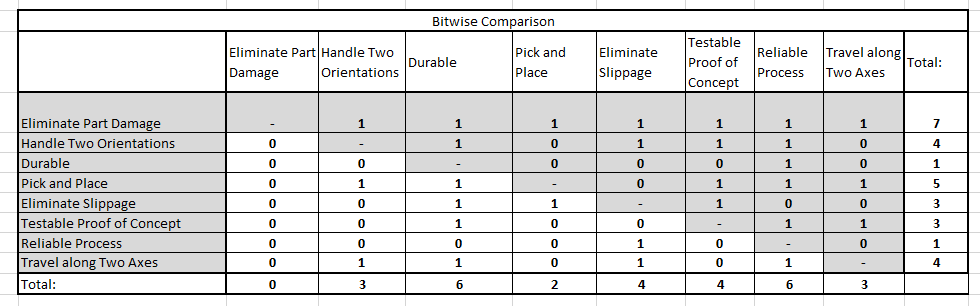 Bitwise Comparison
Eliminate Part Damage Handle Two Orientations Durable Pick and Place Eliminate Slippage Testable Proof of Concept Reliable Process Travel along Two Axes Total:
Eliminate Part Damage - 1 1 1 1 1 1 1 7
Handle Two Orientations 0 - 1 0 1 1 1 0 4
Durable 0 0 - 0 0 0 1 0 1
Pick and Place 0 1 1 - 0 1 1 1 5
Eliminate Slippage 0 0 1 1 - 1 0 0 3
Testable Proof of Concept 0 0 1 0 0 - 1 1 3
Reliable Process 0 0 0 0 1 0 - 0 1
Travel along Two Axes 0 1 1 0 1 0 1 - 4
Total: 0 3 6 2 4 4 6 3